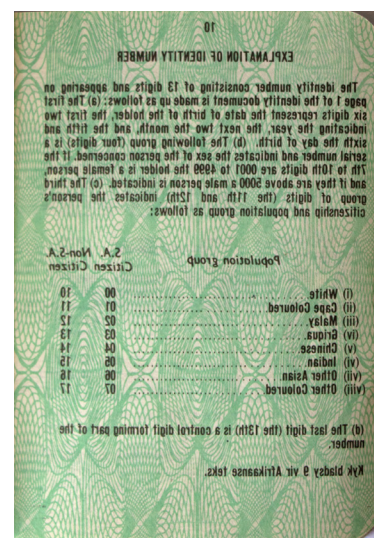 10
EXPLANATION OF IDENTITY NUMBER
The identity number consisting of 13 digits and appearing on
page 1 of the identity document is made up as follows: (a) The first
six digits represent the date of birth of the holder, the first two
indicating the year, the next two the month, and the fifth and
sixth the day of birth. (b) The following group (four digits) is a
serial number and indicates the sex of the person concerned. If the
7th to 10th digits are 0001 to 4999 the holder is a female person,
and if they are above 5000 a male person is indicated. (c) The third
group of digits (the 11th and 12th) indicates the person's
citizenship and population group as follows:
Population group S.A. Citizen Non-S.A. Citizen
(i) White 00 10
(ii) Cape Coloured 01 11
(iii) Malay 02 12
(iv) Griqua 03 13
(v) Chinese 04 14
(vi) Indian 05 15
(vii) Other Asian 06 16
(viii) Other Coloured 07 17
(d) The last digit (the 13th) is a control digit forming part of the
number.
Kyk bladsy 9 vir Afrikaanse teks.